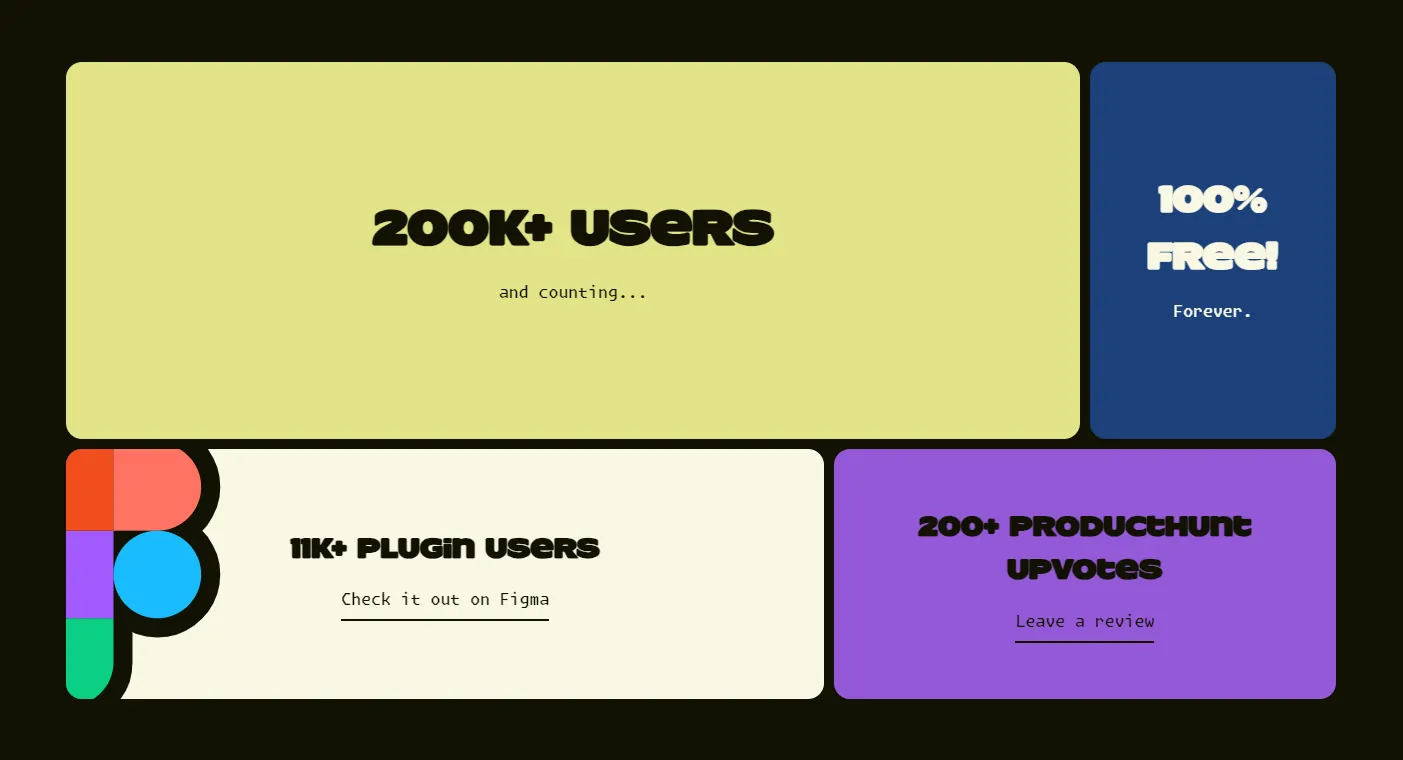 200K+ Users
and counting...
100%
Free!
Forever.
11K+ Plugin Users
Check it out on Figma
200+ ProductHunt
Upvotes
Leave a review